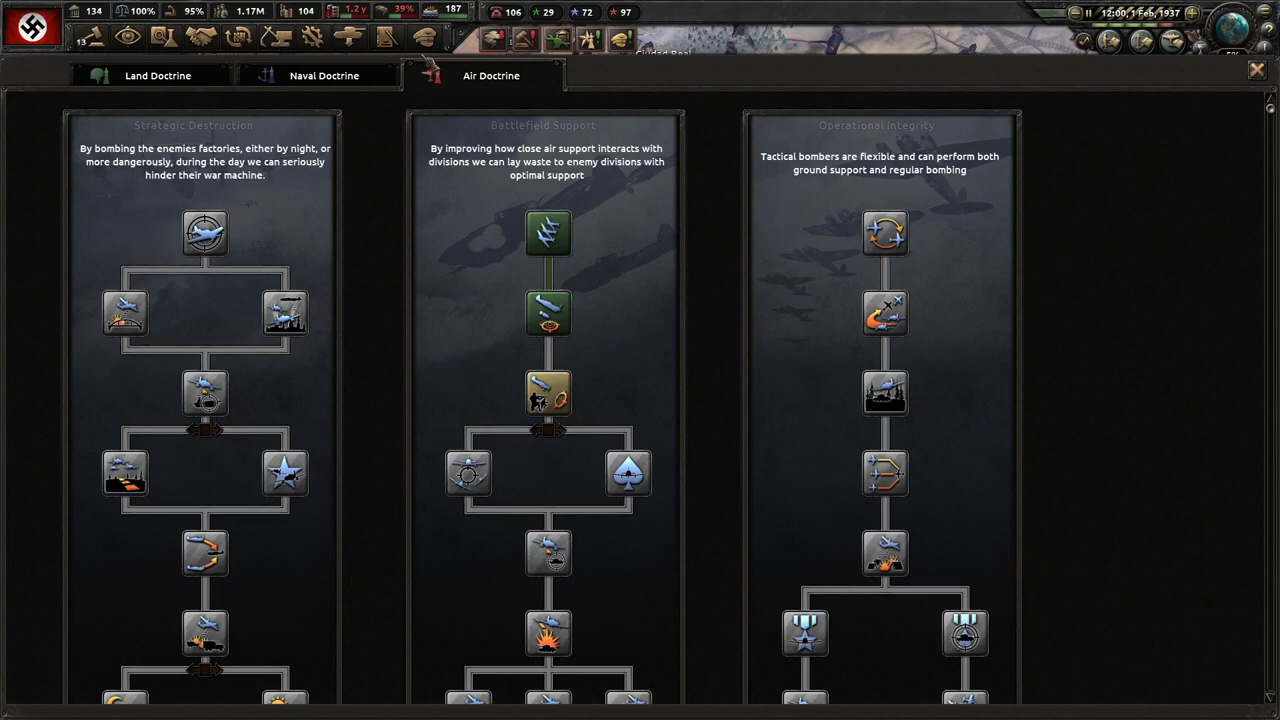 134 100% 95% 1.17M 104 1.2 y 39% 187 106 29 72 97 12:00, 1 Feb, 1937
13
Ciudad Real
Land Doctrine Naval Doctrine Air Doctrine
Strategic Destruction
By bombing the enemies factories, either by night, or
more dangerously, during the day we can seriously
hinder their war machine.
Battlefield Support
By improving how close air support interacts with
divisions we can lay waste to enemy divisions with
optimal support
Operational Integrity
Tactical bombers are flexible and can perform both
ground support and regular bombing